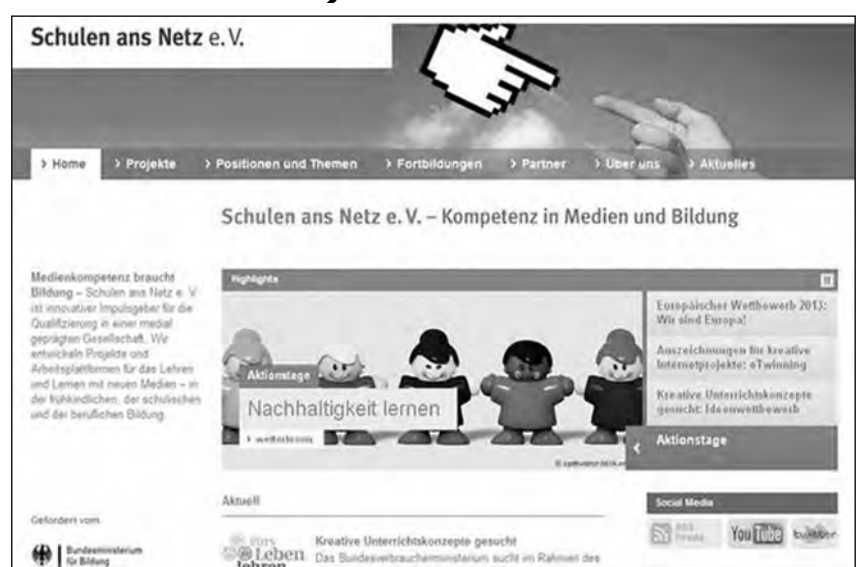 Schulen ans Netz e.V.
› Home › Projekte › Positionen und Themen › Fortbildungen › Partner › Über uns › Aktuelles
Schulen ans Netz e.V. – Kompetenz in Medien und Bildung
Medienkompetenz braucht
Bildung – Schulen ans Netz e. V.
ist innovativer Impulsgeber für die
Qualifizierung in einer medial
geprägten Gesellschaft. Wir
entwickeln Projekte und
Arbeitsplattformen für das Lehren
und Lernen mit neuen Medien – in
der frühkindlichen, der schulischen
und der beruflichen Bildung.
Gefördert vom
Bundesministerium
für Bildung
Highlights
Aktionstage
Nachhaltigkeit lernen
› weiterlesen
Europäischer Wettbewerb 2013:
Wir sind Europa!
Auszeichnungen für kreative
Internetprojekte: eTwinning
Kreative Unterrichtskonzepte
gesucht: Ideenwettbewerb
Aktionstage
Aktuell
Leben
lehren
Kreative Unterrichtskonzepte gesucht
Das Bundesverbraucherministerium sucht im Rahmen des
Social Media
RSS
Feeds
YouTube
twitter